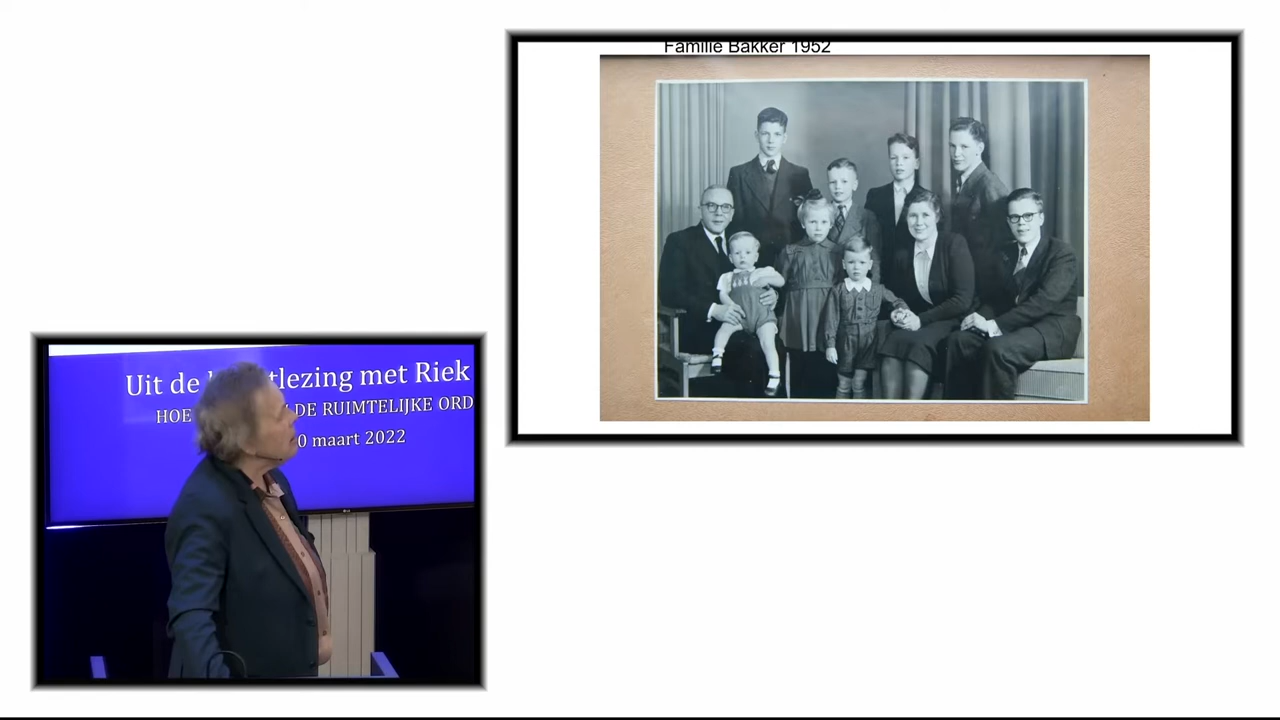 Familie Bakker 1952
Uit de tlezing met Riek
HOE DE RUIMTELIJKE ORD
0 maart 2022